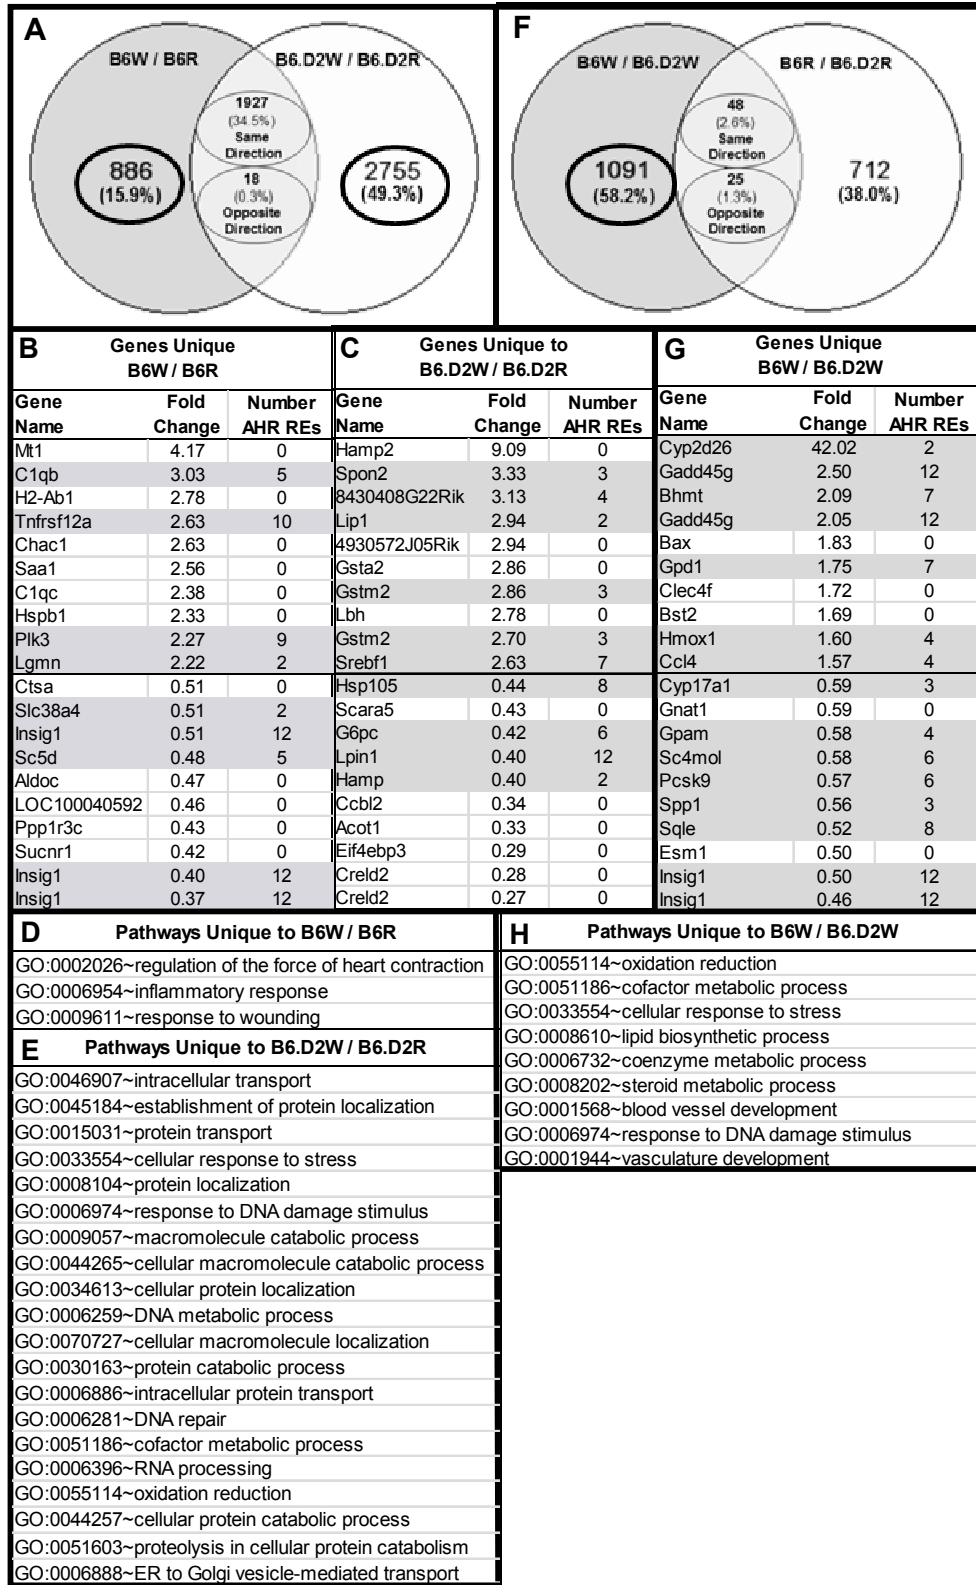 A
B6W / B6R
B6.D2W / B6.D2R
1927
(34.5%)
Same
Direction
886
(15.9%)
18
(0.3%)
Opposite
Direction
2755
(49.3%)
F
B6W / B6.D2W
B6R / B6.D2R
48
(2.6%)
Same
Direction
1091
(58.2%)
25
(1.3%)
Opposite
Direction
712
(38.0%)
B Genes Unique
B6W / B6R
Gene Fold Number
Name Change AHR REs
Mt1 4.17 0
C1qb 3.03 5
H2-Ab1 2.78 0
Tnfrsf12a 2.63 10
Chac1 2.63 0
Saa1 2.56 0
C1qc 2.38 0
Hspb1 2.33 0
Plk3 2.27 9
Lgmn 2.22 2
Ctsa 0.51 0
Slc38a4 0.51 2
Insig1 0.51 12
Sc5d 0.48 5
Aldoc 0.47 0
LOC100040592 0.46 0
Ppp1r3c 0.43 0
Sucnr1 0.42 0
Insig1 0.40 12
Insig1 0.37 12
C Genes Unique to
B6.D2W / B6.D2R
Gene Fold Number
Name Change AHR REs
Hamp2 9.09 0
Spon2 3.33 3
8430408G22Rik 3.13 4
Lip1 2.94 2
4930572J05Rik 2.94 0
Gsta2 2.86 0
Gstm2 2.86 3
Lbh 2.78 0
Gstm2 2.70 3
Srebf1 2.63 7
Hsp105 0.44 8
Scara5 0.43 0
G6pc 0.42 6
Lpin1 0.40 12
Hamp 0.40 2
Ccbl2 0.34 0
Acot1 0.33 0
Eif4ebp3 0.29 0
Creld2 0.28 0
Creld2 0.27 0
G Genes Unique
B6W / B6.D2W
Gene Fold Number
Name Change AHR REs
Cyp2d26 42.02 2
Gadd45g 2.50 12
Bhmt 2.09 7
Gadd45g 2.05 12
Bax 1.83 0
Gpd1 1.75 7
Clec4f 1.72 0
Bst2 1.69 0
Hmox1 1.60 4
Ccl4 1.57 4
Cyp17a1 0.59 3
Gnat1 0.59 0
Gpam 0.58 4
Sc4mol 0.58 6
Pcsk9 0.57 6
Spp1 0.56 3
Sqle 0.52 8
Esm1 0.50 0
Insig1 0.50 12
Insig1 0.46 12
D Pathways Unique to B6W / B6R
GO:0002026~regulation of the force of heart contraction
GO:0006954~inflammatory response
GO:0009611~response to wounding
E Pathways Unique to B6.D2W / B6.D2R
GO:0046907~intracellular transport
GO:0045184~establishment of protein localization
GO:0015031~protein transport
GO:0033554~cellular response to stress
GO:0008104~protein localization
GO:0006974~response to DNA damage stimulus
GO:0009057~macromolecule catabolic process
GO:0044265~cellular macromolecule catabolic process
GO:0034613~cellular protein localization
GO:0006259~DNA metabolic process
GO:0070727~cellular macromolecule localization
GO:0030163~protein catabolic process
GO:0006886~intracellular protein transport
GO:0006281~DNA repair
GO:0051186~cofactor metabolic process
GO:0006396~RNA processing
GO:0055114~oxidation reduction
GO:0044257~cellular protein catabolic process
GO:0051603~proteolysis in cellular protein catabolism
GO:0006888~ER to Golgi vesicle-mediated transport
H Pathways Unique to B6W / B6.D2W
GO:0055114~oxidation reduction
GO:0051186~cofactor metabolic process
GO:0033554~cellular response to stress
GO:0008610~lipid biosynthetic process
GO:0006732~coenzyme metabolic process
GO:0008202~steroid metabolic process
GO:0001568~blood vessel development
GO:0006974~response to DNA damage stimulus
GO:0001944~vasculature development